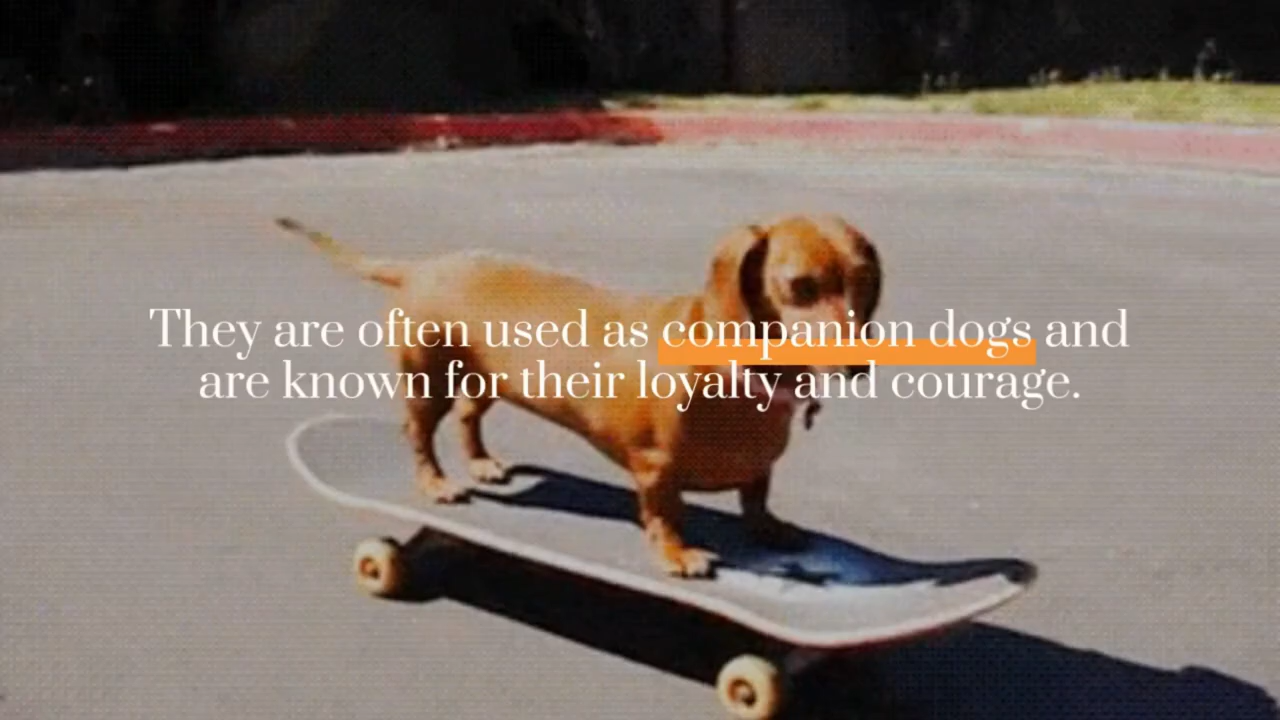 They are often used as companion dogs and
are known for their loyalty and courage.